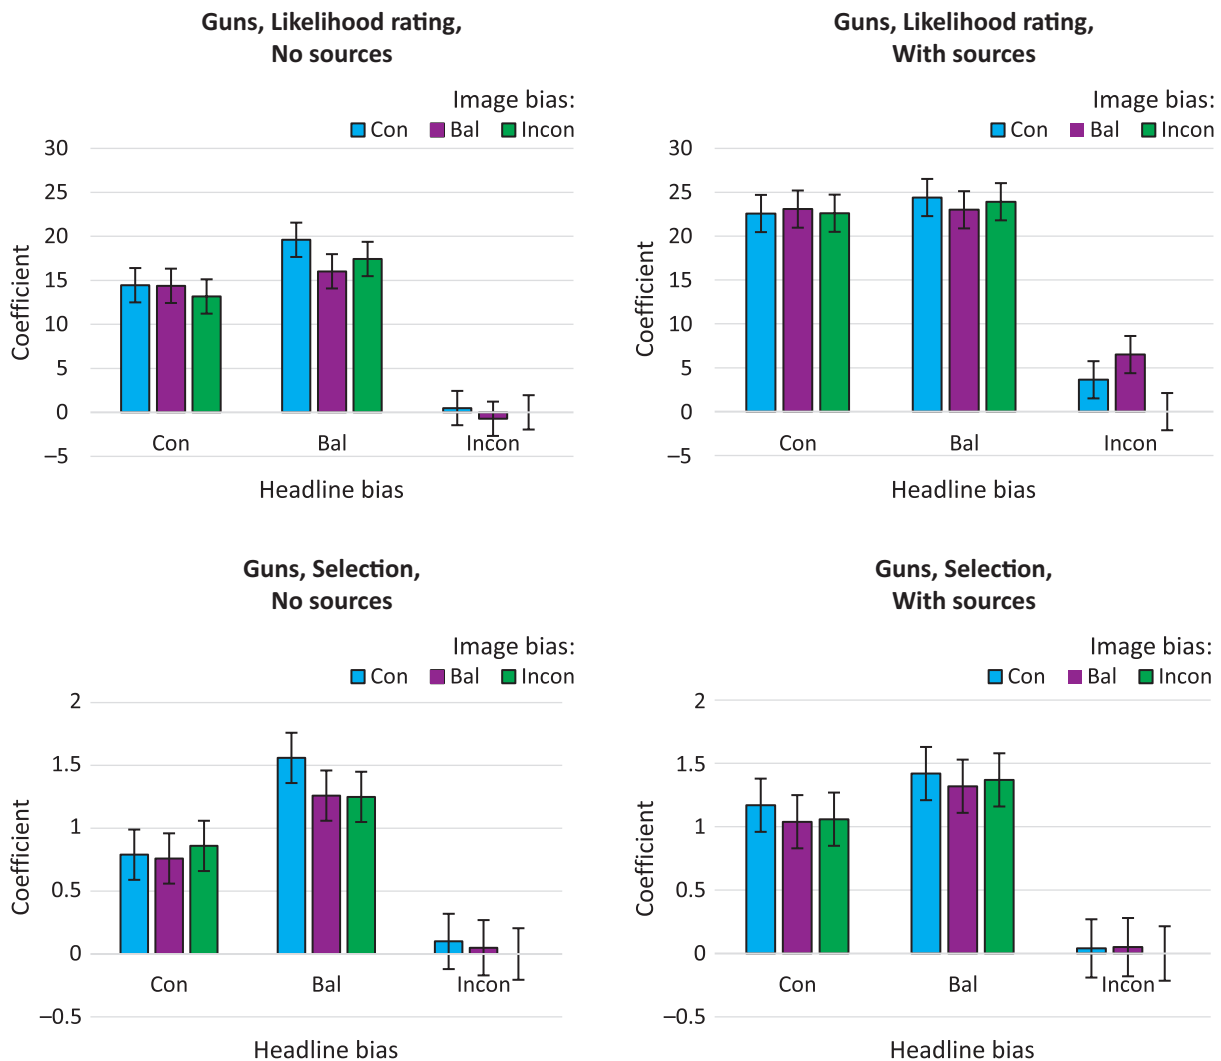 Guns, Likelihood rating,
No sources
Image bias:
Con Bal Incon
30
25
20
15
10
5
0
–5
Coefficient
Con Bal Incon
Headline bias
Guns, Likelihood rating,
With sources
Image bias:
Con Bal Incon
30
25
20
15
10
5
0
–5
Coefficient
Con Bal Incon
Headline bias
Guns, Selection,
No sources
Image bias:
Con Bal Incon
2
1.5
1
0.5
0
–0.5
Coefficient
Con Bal Incon
Headline bias
Guns, Selection,
With sources
Image bias:
Con Bal Incon
2
1.5
1
0.5
0
–0.5
Coefficient
Con Bal Incon
Headline bias